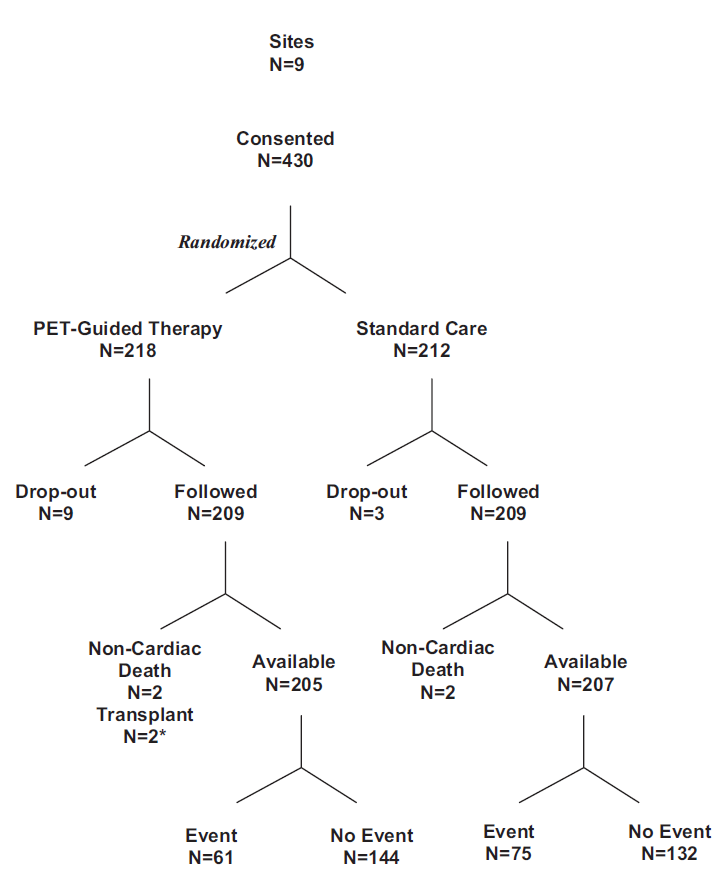 Sites
N=9
Consented
N=430
Randomized
PET-Guided Therapy
N=218
Standard Care
N=212
Drop-out
N=9
Followed
N=209
Drop-out
N=3
Followed
N=209
Non-Cardiac
Death
N=2
Transplant
N=2*
Available
N=205
Non-Cardiac
Death
N=2
Available
N=207
Event
N=61
No Event
N=144
Event
N=75
No Event
N=132